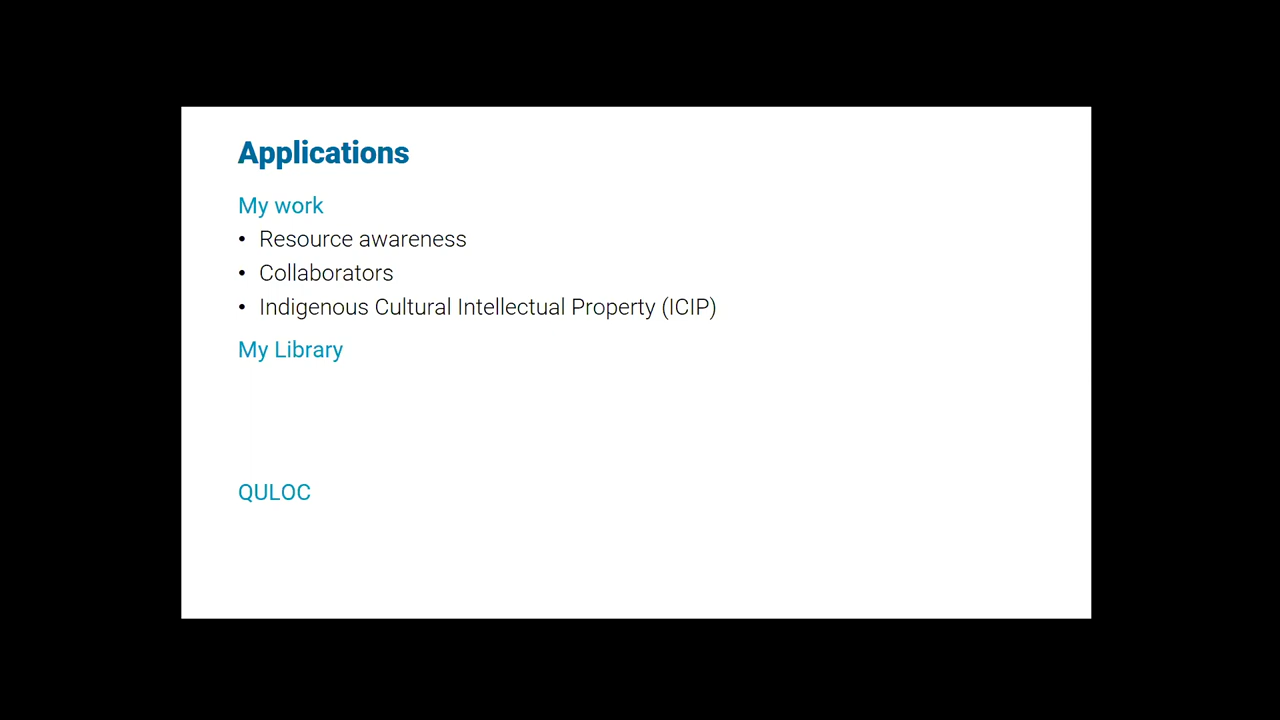 Applications
My work
• Resource awareness
• Collaborators
• Indigenous Cultural Intellectual Property (ICIP)
My Library
QULOC